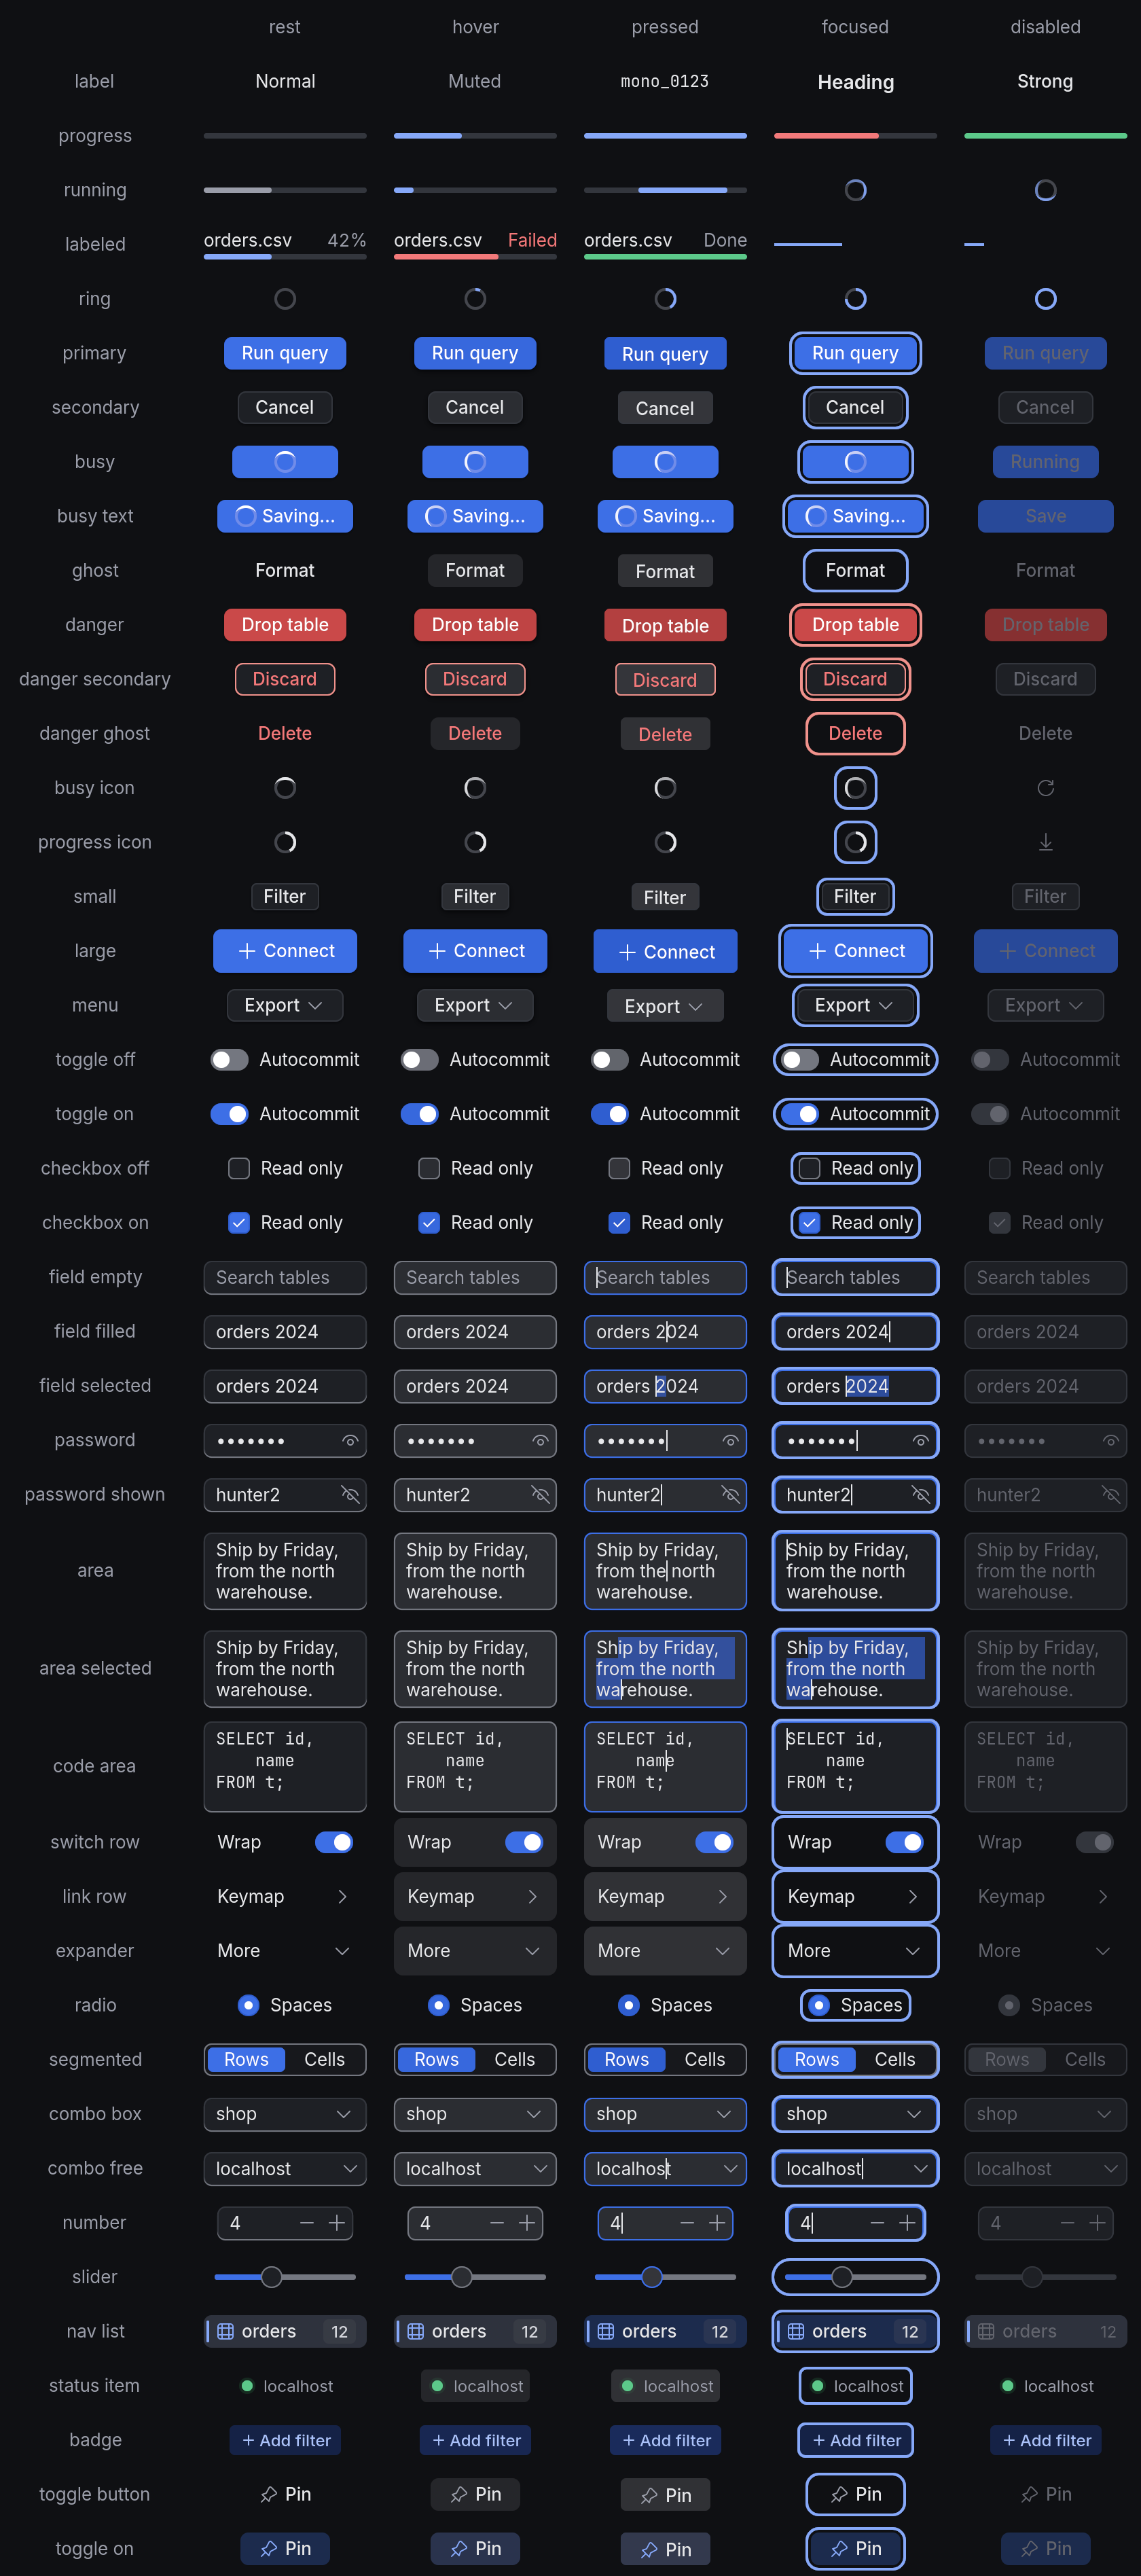 rest hover pressed focused disabled
label Normal Muted mono_0123 Heading Strong
progress
running
labeled orders.csv 42% orders.csv Failed orders.csv Done
ring
primary Run query Run query Run query Run query Run query
secondary Cancel Cancel Cancel Cancel Cancel
busy Running
busy text Saving... Saving... Saving... Saving... Save
ghost Format Format Format Format Format
danger Drop table Drop table Drop table Drop table Drop table
danger secondary Discard Discard Discard Discard Discard
danger ghost Delete Delete Delete Delete Delete
busy icon
progress icon
small Filter Filter Filter Filter Filter
large Connect Connect Connect Connect Connect
menu Export Export Export Export Export
toggle off Autocommit Autocommit Autocommit Autocommit Autocommit
toggle on Autocommit Autocommit Autocommit Autocommit Autocommit
checkbox off Read only Read only Read only Read only Read only
checkbox on Read only Read only Read only Read only Read only
field empty Search tables Search tables Search tables Search tables Search tables
field filled orders 2024 orders 2024 orders 2024 orders 2024 orders 2024
field selected orders 2024 orders 2024 orders 2024 orders 2024 orders 2024
password ••••••• ••••••• ••••••• ••••••• •••••••
password shown hunter2 hunter2 hunter2 hunter2 hunter2
area
Ship by Friday, Ship by Friday, Ship by Friday, Ship by Friday, Ship by Friday,
from the north from the north from the north from the north from the north
warehouse. warehouse. warehouse. warehouse. warehouse.
area selected
Ship by Friday, Ship by Friday, Ship by Friday, Ship by Friday, Ship by Friday,
from the north from the north from the north from the north from the north
warehouse. warehouse. warehouse. warehouse. warehouse.
code area
SELECT id, SELECT id, SELECT id, SELECT id, SELECT id,
name name name name name
FROM t; FROM t; FROM t; FROM t; FROM t;
switch row Wrap Wrap Wrap Wrap Wrap
link row Keymap Keymap Keymap Keymap Keymap
expander More More More More More
radio Spaces Spaces Spaces Spaces Spaces
segmented Rows Cells Rows Cells Rows Cells Rows Cells Rows Cells
combo box shop shop shop shop shop
combo free localhost localhost localhost localhost localhost
number 4 4 4 4 4
slider
nav list orders 12 orders 12 orders 12 orders 12 orders 12
status item localhost localhost localhost localhost localhost
badge + Add filter + Add filter + Add filter + Add filter + Add filter
toggle button Pin Pin Pin Pin Pin
toggle on Pin Pin Pin Pin Pin